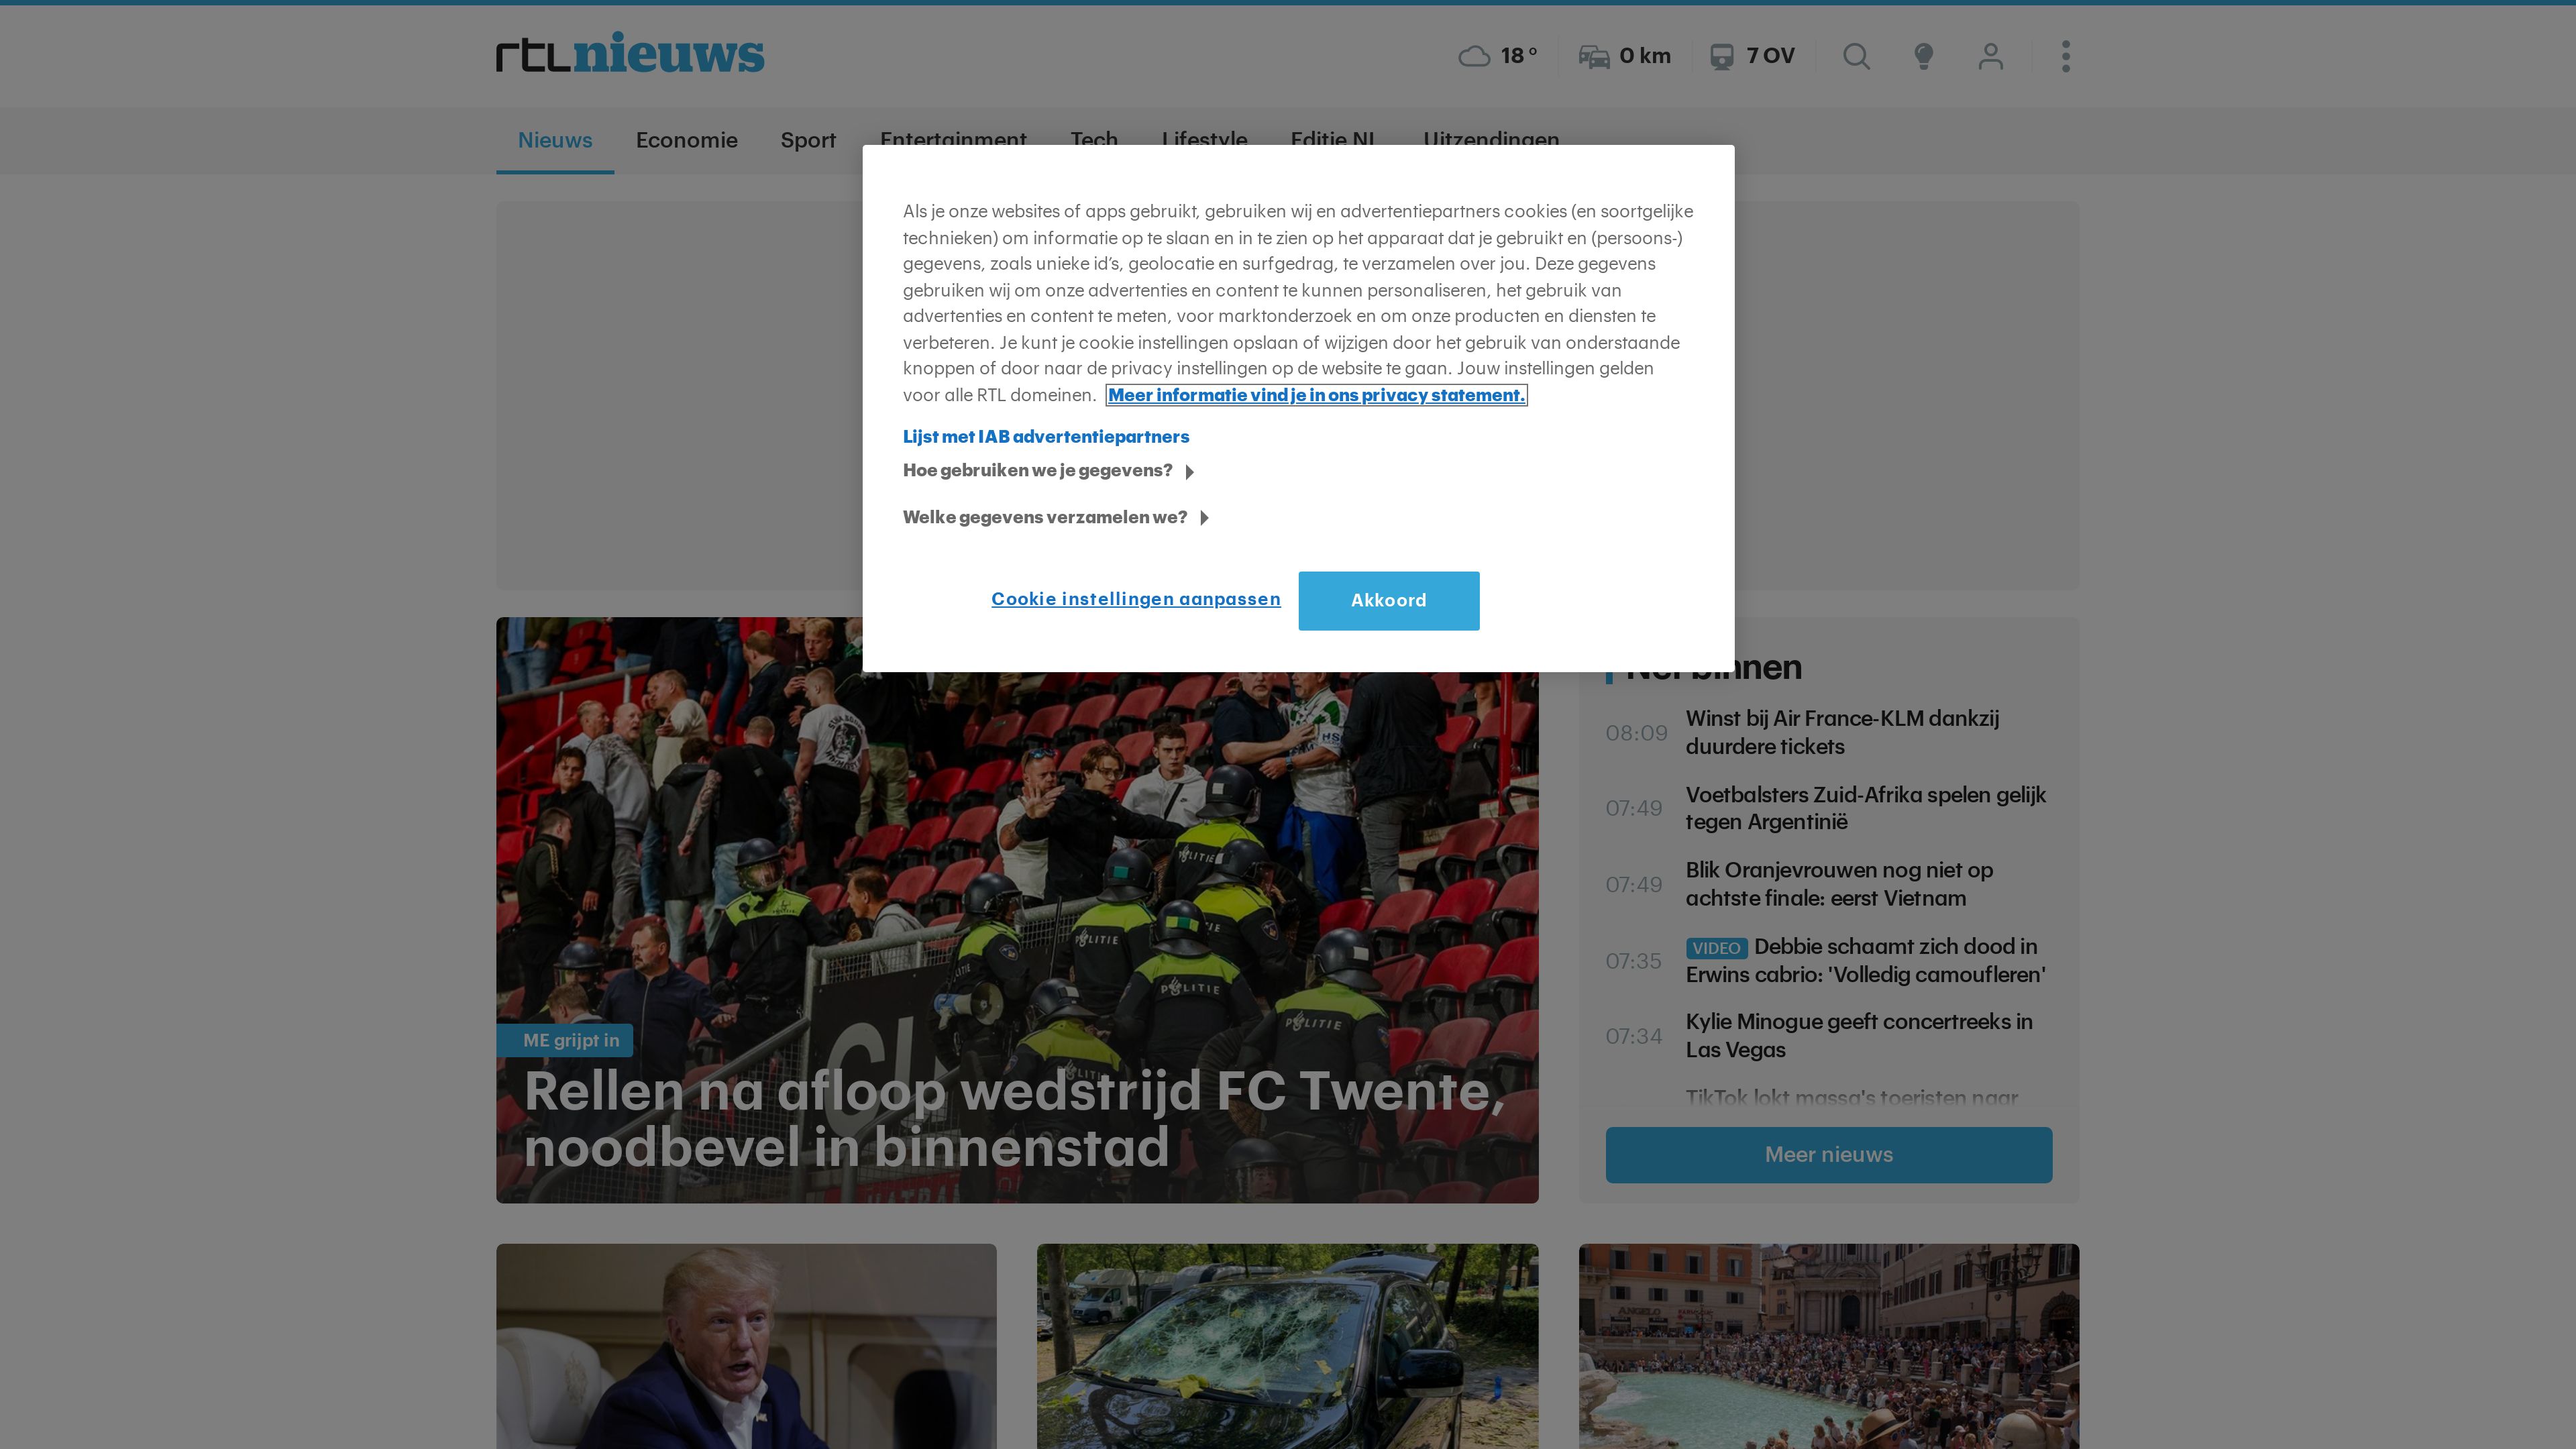 rtlnieuws
18°
0 km
7 OV
Nieuws
Economie
Sport
Entertainment
Tech
Lifestyle
Editie NL
Uitzendingen
Als je onze websites of apps gebruikt, gebruiken wij en advertentiepartners cookies (en soortgelijke
technieken) om informatie op te slaan en in te zien op het apparaat dat je gebruikt en (persoons-)
gegevens, zoals unieke id's, geolocatie en surfgedrag, te verzamelen over jou. Deze gegevens
gebruiken wij om onze advertenties en content te kunnen personaliseren, het gebruik van
advertenties en content te meten, voor marktonderzoek en om onze producten en diensten te
verbeteren. Je kunt je cookie instellingen opslaan of wijzigen door het gebruik van onderstaande
knoppen of door naar de privacy instellingen op de website te gaan. Jouw instellingen gelden
voor alle RTL domeinen. Meer informatie vind je in ons privacy statement.
Lijst met IAB advertentiepartners
Hoe gebruiken we je gegevens?
Welke gegevens verzamelen we?
Cookie instellingen aanpassen
Akkoord
POLITIE
POLITIE
POLITIE
POLITIE
ME grijpt in
Rellen na afloop wedstrijd FC Twente,
noodbevel in binnenstad
Net binnen
08:09
Winst bij Air France-KLM dankzij
duurdere tickets
07:49
Voetbalsters Zuid-Afrika spelen gelijk
tegen Argentinië
07:49
Blik Oranjevrouwen nog niet op
achtste finale: eerst Vietnam
07:35
VIDEO Debbie schaamt zich dood in
Erwins cabrio: 'Volledig camoufleren'
07:34
Kylie Minogue geeft concertreeks in
Las Vegas
TikTok lokt massa's toeristen naar
Meer nieuws
ANGELO